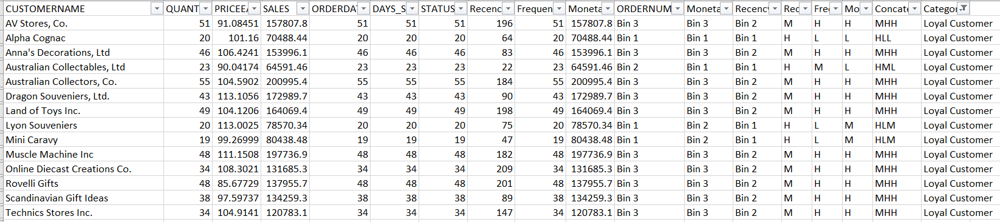 CUSTOMERNAME QUANT PRICEEA SALES ORDERDAT DAYS_S STATUS Recenc Frequen Moneta ORDERNUM Moneta Recency Rec Fre Mo Concate Categor
AV Stores, Co. 51 91.08451 157807.8 51 51 51 196 51 157807.8 Bin 3 Bin 3 Bin 2 M H H MHH Loyal Customer
Alpha Cognac 20 101.16 70488.44 20 20 20 64 20 70488.44 Bin 1 Bin 1 Bin 1 H L L HLL Loyal Customer
Anna's Decorations, Ltd 46 106.4241 153996.1 46 46 46 83 46 153996.1 Bin 3 Bin 3 Bin 2 M H H MHH Loyal Customer
Australian Collectables, Ltd 23 90.04174 64591.46 23 23 23 22 23 64591.46 Bin 2 Bin 1 Bin 1 H M L HML Loyal Customer
Australian Collectors, Co. 55 104.5902 200995.4 55 55 55 184 55 200995.4 Bin 3 Bin 3 Bin 2 M H H MHH Loyal Customer
Dragon Souveniers, Ltd. 43 113.1056 172989.7 43 43 43 90 43 172989.7 Bin 3 Bin 3 Bin 2 M H H MHH Loyal Customer
Land of Toys Inc. 49 104.1206 164069.4 49 49 49 198 49 164069.4 Bin 3 Bin 3 Bin 2 M H H MHH Loyal Customer
Lyon Souveniers 20 113.0025 78570.34 20 20 20 75 20 78570.34 Bin 1 Bin 2 Bin 1 H L M HLM Loyal Customer
Mini Caravy 19 99.26999 80438.48 19 19 19 47 19 80438.48 Bin 1 Bin 2 Bin 1 H L M HLM Loyal Customer
Muscle Machine Inc 48 111.1508 197736.9 48 48 48 182 48 197736.9 Bin 3 Bin 3 Bin 2 M H H MHH Loyal Customer
Online Diecast Creations Co. 34 108.3021 131685.3 34 34 34 209 34 131685.3 Bin 3 Bin 3 Bin 2 M H H MHH Loyal Customer
Rovelli Gifts 48 85.67729 137955.7 48 48 48 201 48 137955.7 Bin 3 Bin 3 Bin 2 M H H MHH Loyal Customer
Scandinavian Gift Ideas 38 97.59737 134259.3 38 38 38 89 38 134259.3 Bin 3 Bin 3 Bin 2 M H H MHH Loyal Customer
Technics Stores Inc. 34 104.9141 120783.1 34 34 34 147 34 120783.1 Bin 3 Bin 3 Bin 2 M H H MHH Loyal Customer